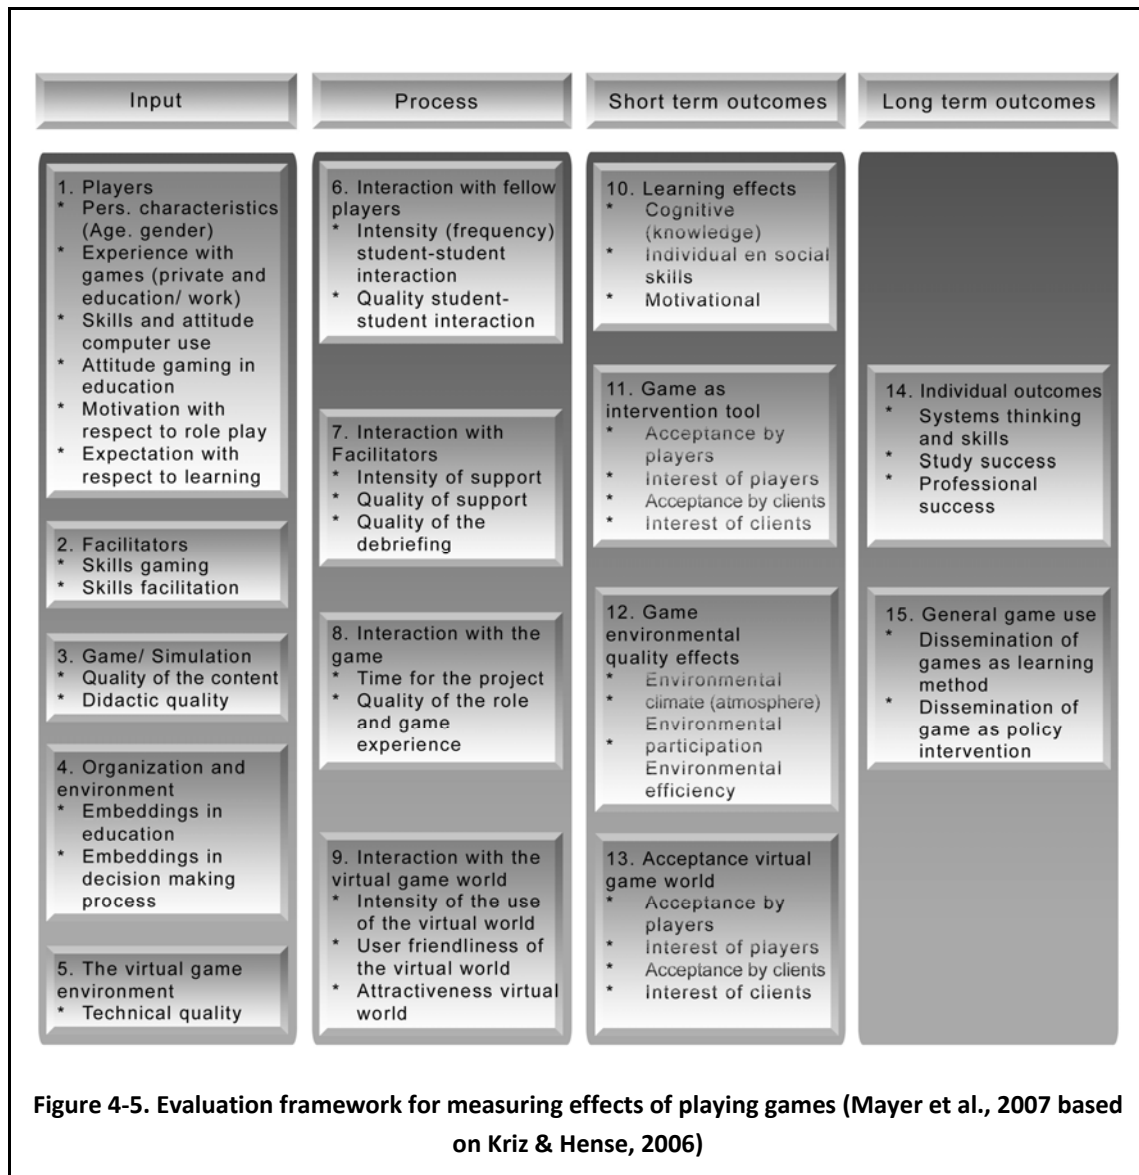 Input
Process
Short term outcomes
Long term outcomes
1. Players
* Pers. characteristics
(Age. gender)
* Experience with
games (private and
education/ work)
* Skills and attitude
computer use
* Attitude gaming in
education
* Motivation with
respect to role play
* Expectation with
respect to learning
2. Facilitators
* Skills gaming
* Skills facilitation
3. Game/ Simulation
* Quality of the content
* Didactic quality
4. Organization and
environment
* Embeddings in
education
* Embeddings in
decision making
process
5. The virtual game
environment
* Technical quality
6. Interaction with fellow
players
* Intensity (frequency)
student-student
interaction
* Quality student-
student interaction
7. Interaction with
Facilitators
* Intensity of support
* Quality of support
* Quality of the
debriefing
8. Interaction with the
game
* Time for the project
* Quality of the role
and game
experience
9. Interaction with the
virtual game world
* Intensity of the use
of the virtual world
* User friendliness of
the virtual world
* Attractiveness virtual
world
10. Learning effects
* Cognitive
(knowledge)
* Individual en social
skills
* Motivational
11. Game as
intervention tool
* Acceptance by
players
* Interest of players
* Acceptance by clients
* Interest of clients
12. Game
environmental
quality effects
* Environmental
* climate (atmosphere)
Environmental
* participation
Environmental
efficiency
13. Acceptance virtual
game world
* Acceptance by
players
* Interest of players
* Acceptance by clients
* Interest of clients
14. Individual outcomes
* Systems thinking
and skills
* Study success
* Professional
success
15. General game use
* Dissemination of
games as learning
method
* Dissemination of
game as policy
intervention
Figure 4-5. Evaluation framework for measuring effects of playing games (Mayer et al., 2007 based
on Kriz & Hense, 2006)